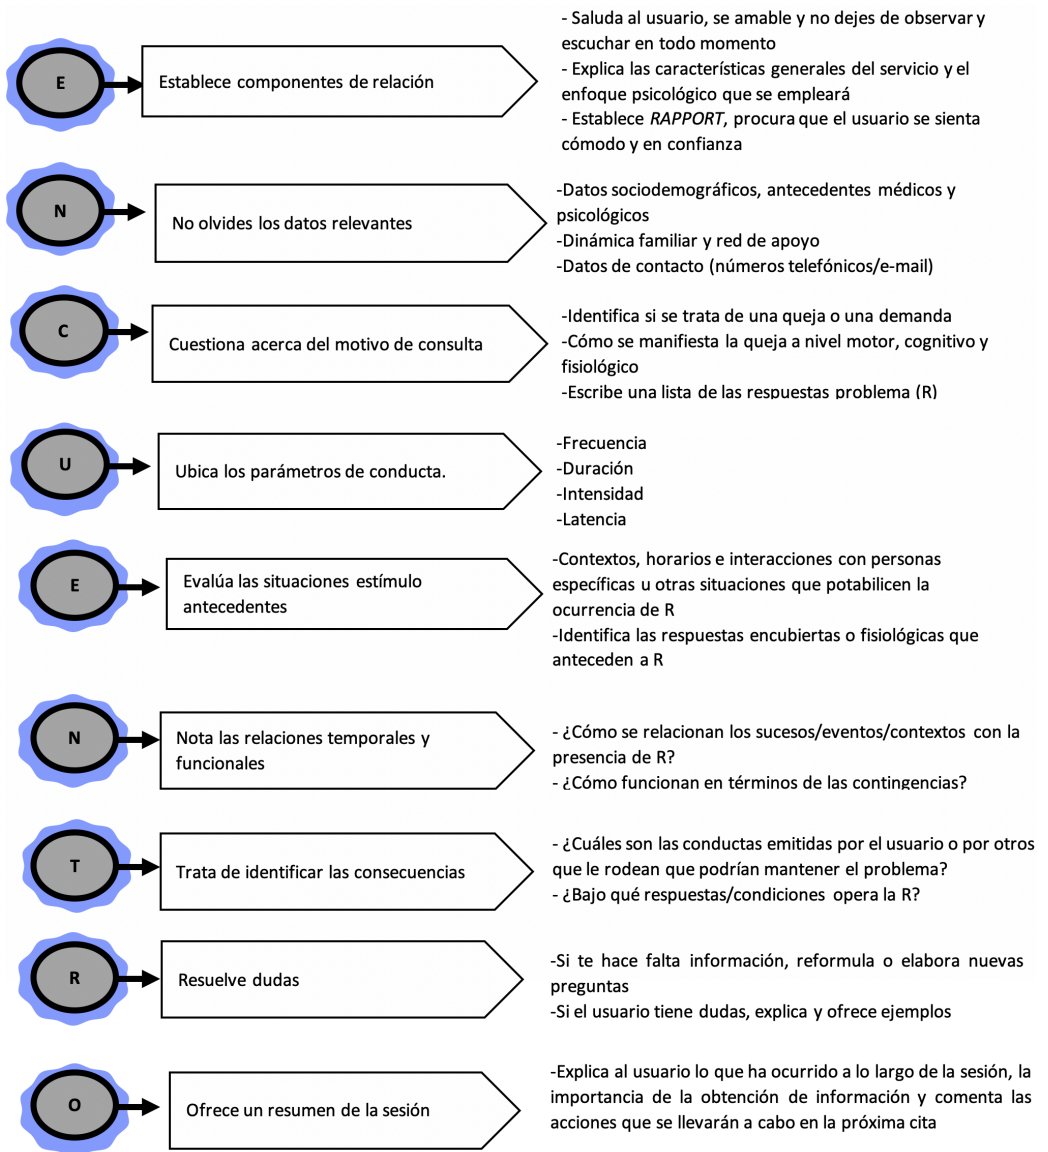 E
Establece componentes de relación
- Saluda al usuario, se amable y no dejes de observar y
escuchar en todo momento
- Explica las características generales del servicio y el
enfoque psicológico que se empleará
- Establece RAPPORT, procura que el usuario se sienta
cómodo y en confianza
N
No olvides los datos relevantes
-Datos sociodemográficos, antecedentes médicos y
psicológicos
-Dinámica familiar y red de apoyo
-Datos de contacto (números telefónicos/e-mail)
C
Cuestiona acerca del motivo de consulta
-Identifica si se trata de una queja o una demanda
-Cómo se manifiesta la queja a nivel motor, cognitivo y
fisiológico
-Escribe una lista de las respuestas problema (R)
U
Ubica los parámetros de conducta.
-Frecuencia
-Duración
-Intensidad
-Latencia
E
Evalúa las situaciones estímulo
antecedentes
-Contextos, horarios e interacciones con personas
específicas u otras situaciones que potabilicen la
ocurrencia de R
-Identifica las respuestas encubiertas o fisiológicas que
anteceden a R
N
Nota las relaciones temporales y
funcionales
- ¿Cómo se relacionan los sucesos/eventos/contextos con la
presencia de R?
- ¿Cómo funcionan en términos de las contingencias?
T
Trata de identificar las consecuencias
- ¿Cuáles son las conductas emitidas por el usuario o por otros
que le rodean que podrían mantener el problema?
- ¿Bajo qué respuestas/condiciones opera la R?
R
Resuelve dudas
-Si te hace falta información, reformula o elabora nuevas
preguntas
-Si el usuario tiene dudas, explica y ofrece ejemplos
O
Ofrece un resumen de la sesión
-Explica al usuario lo que ha ocurrido a lo largo de la sesión, la
importancia de la obtención de información y comenta las
acciones que se llevarán a cabo en la próxima cita